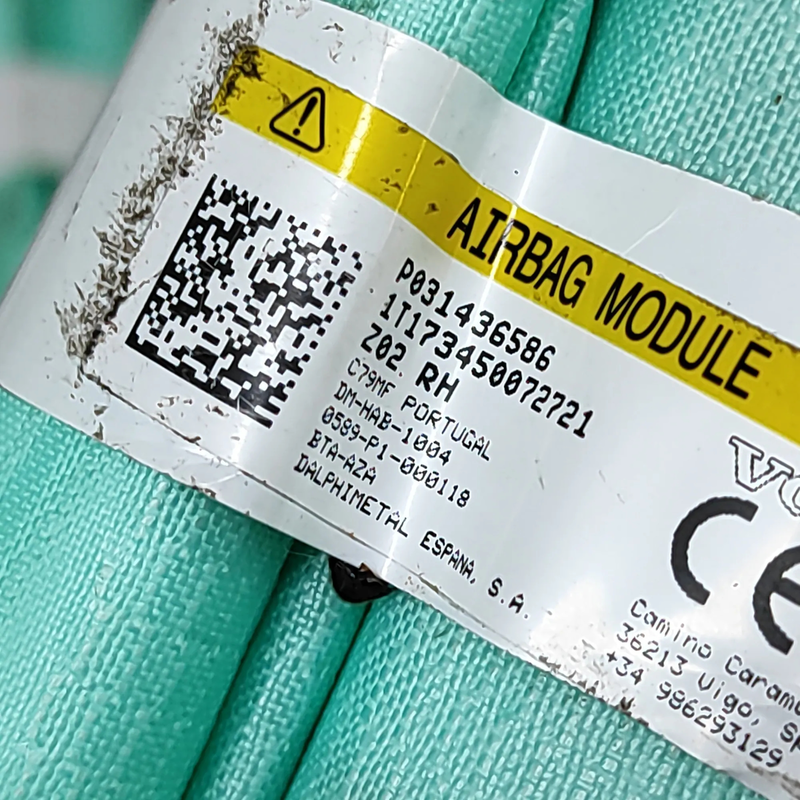 AIRBAG MODULE
P031436586
1T173450072721
Z02 RH
C79MF PORTUGAL
DM-HAB-1004
0589-P1-000118
BTA-AZA
DALPHIMETAL ESPANA, S.A.
CE
Camino
36213 Vigo,
+34 986293129